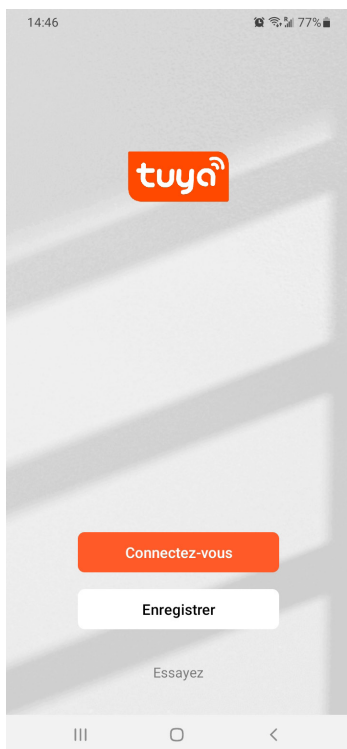 14:46 77%
tuya
Connectez-vous
Enregistrer
Essayez